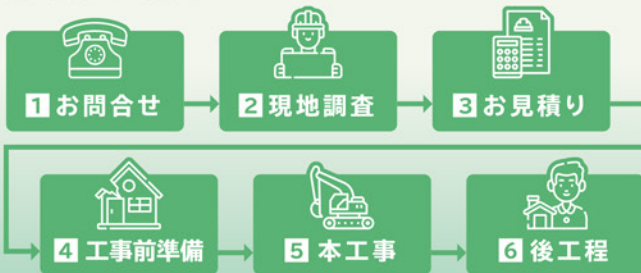 1 お問合せ
2 現地調査
3 お見積り
4 工事前準備
5 本工事
6 後工程